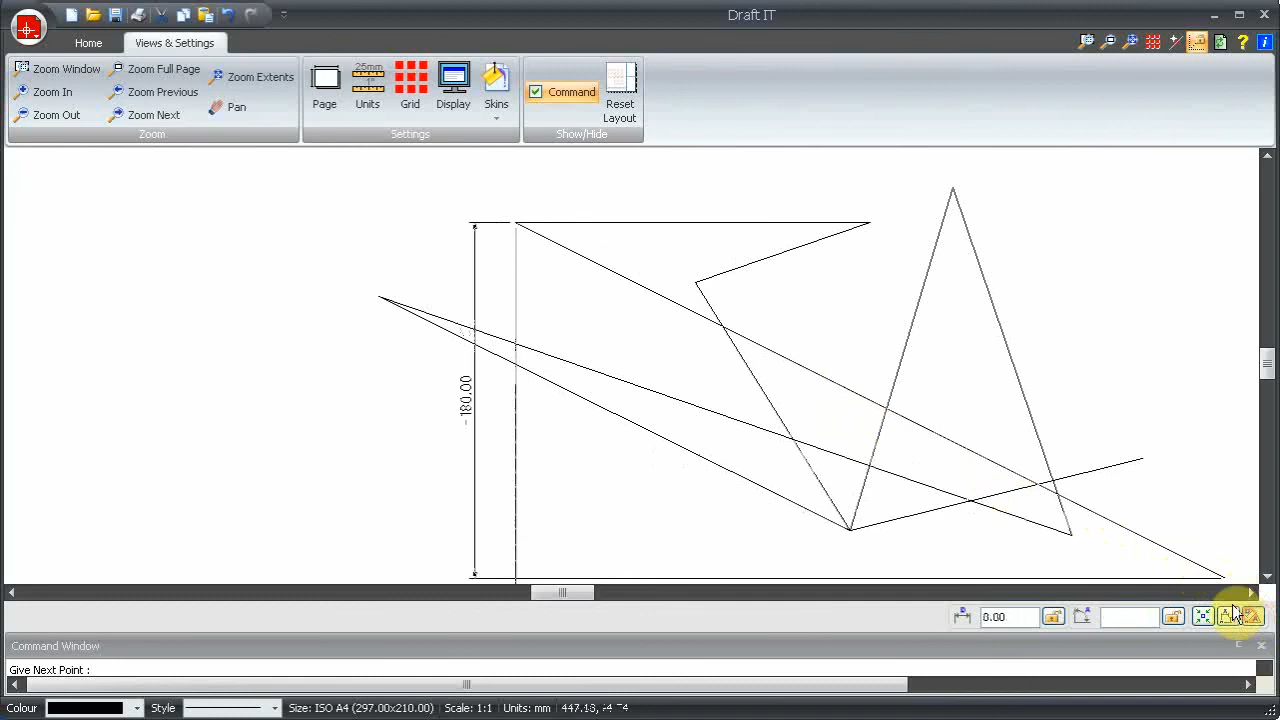 Draft IT
Home
Views & Settings
Zoom Window
Zoom Full Page
Zoom Extents
Zoom In
Zoom Previous
Pan
Zoom Out
Zoom Next
Zoom
25mm
1"
Page
Units
Grid
Display
Skins
Settings
Command
Reset
Layout
Show/Hide
-180.00
D
0.00
A
Command Window
Give Next Point :
Colour
Style
Size: ISO A4 (297.00x210.00)
Scale: 1:1
Units: mm